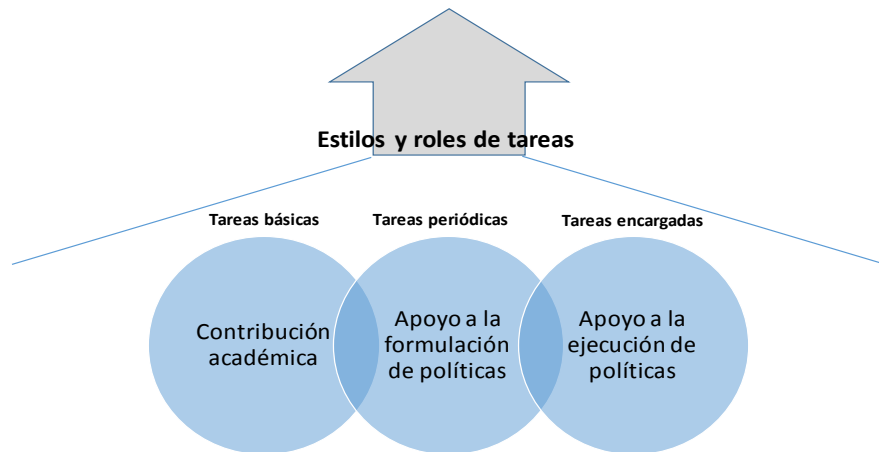 Estilos y roles de tareas
Tareas básicas
Tareas periódicas
Tareas encargadas
Contribución
académica
Apoyo a la
formulación
de políticas
Apoyo a la
ejecución de
políticas